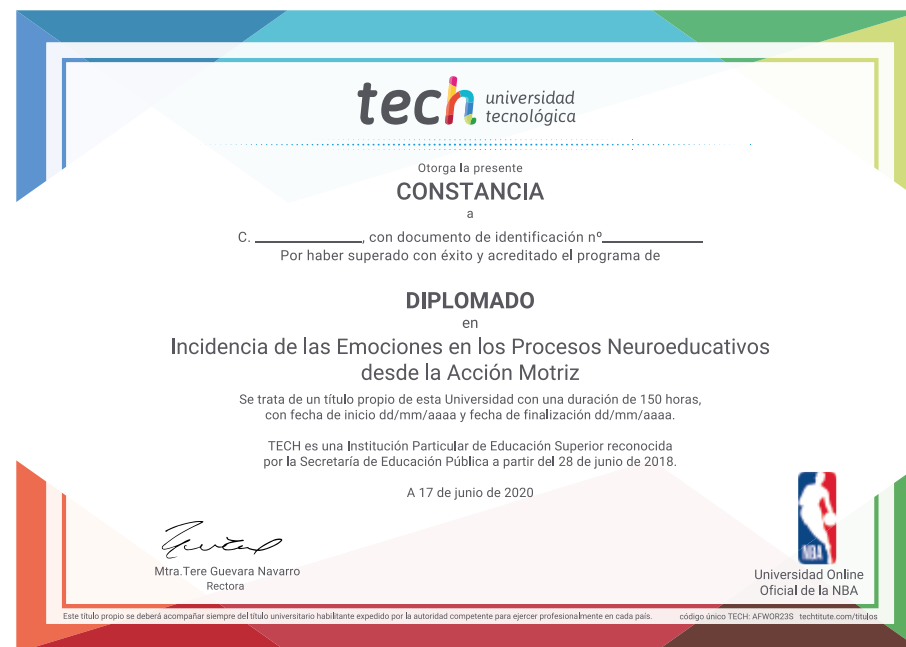 tech universidad
tecnológica
Otorga la presente
CONSTANCIA
a
C. ____________, con documento de identificación nº____________
Por haber superado con éxito y acreditado el programa de
DIPLOMADO
en
Incidencia de las Emociones en los Procesos Neuroeducativos
desde la Acción Motriz
Se trata de un título propio de esta Universidad con una duración de 150 horas,
con fecha de inicio dd/mm/aaaa y fecha de finalización dd/mm/aaaa.
TECH es una Institución Particular de Educación Superior reconocida
por la Secretaría de Educación Pública a partir del 28 de junio de 2018.
A 17 de junio de 2020
Mtra.Tere Guevara Navarro
Rectora
NBA
Universidad Online
Oficial de la NBA
Este título propio se deberá acompañar siempre del título universitario habilitante expedido por la autoridad competente para ejercer profesionalmente en cada país. código único TECH: AFWOR23S techtitute.com/titulos